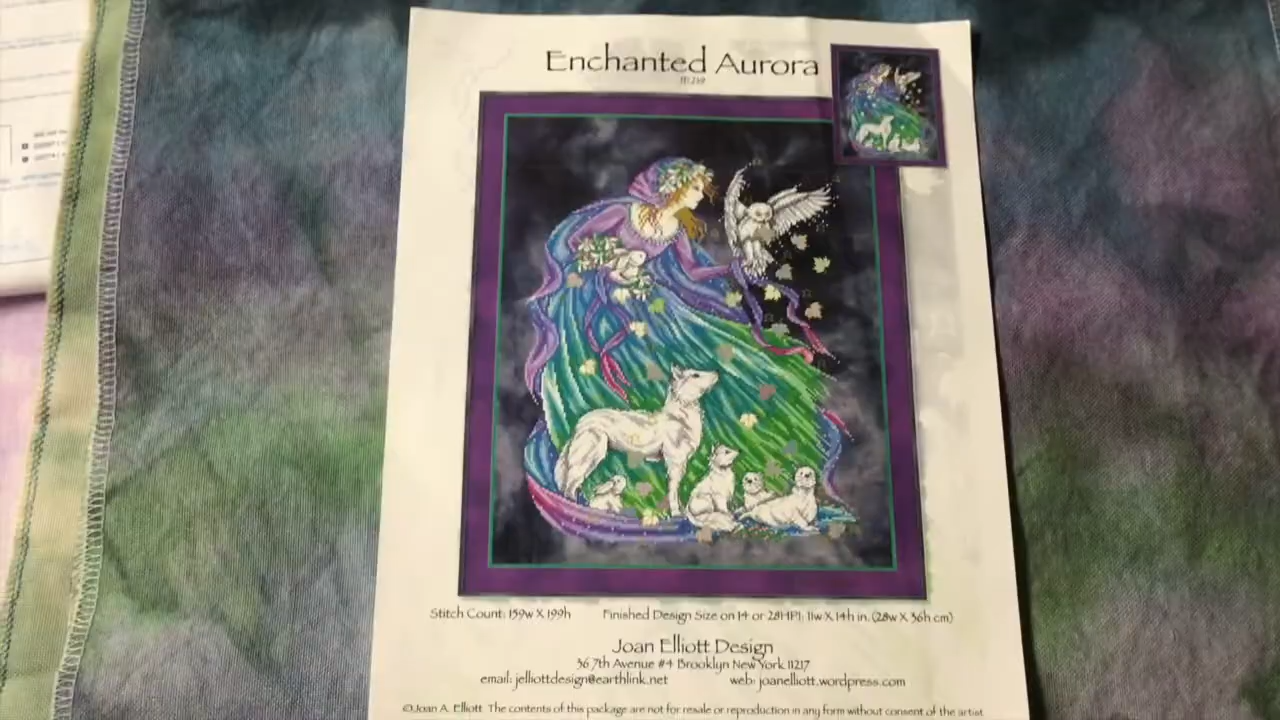 Enchanted Aurora
Stitch Count: 159w X 199h Finished Design Size on 14 or 28HPI: 11w X 14h in. (28w X 36h cm)
Joan Elliott Design
36 7th Avenue #4 Brooklyn New York 11217
email: jelliottdesign@earthlink.net web: joanelliott.wordpress.com
©Joan A. Elliott The contents of this package are not for resale or reproduction in any form without consent of the artist